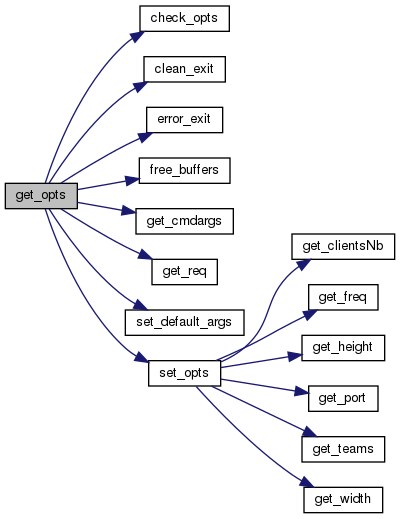 check_opts
clean_exit
error_exit
get_opts
free_buffers
get_cmdargs
get_req
set_default_args
set_opts
get_clientsNb
get_freq
get_height
get_port
get_teams
get_width